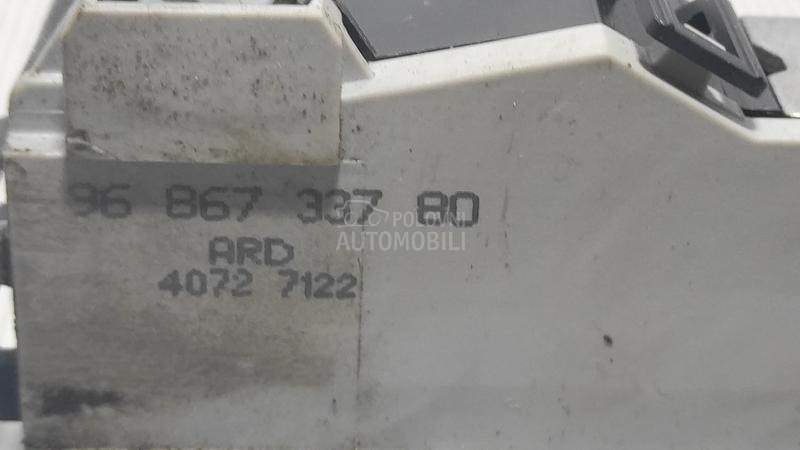 96 867 337 80
POLOVNI
AUTOMOBILI
ARD
4072 7122